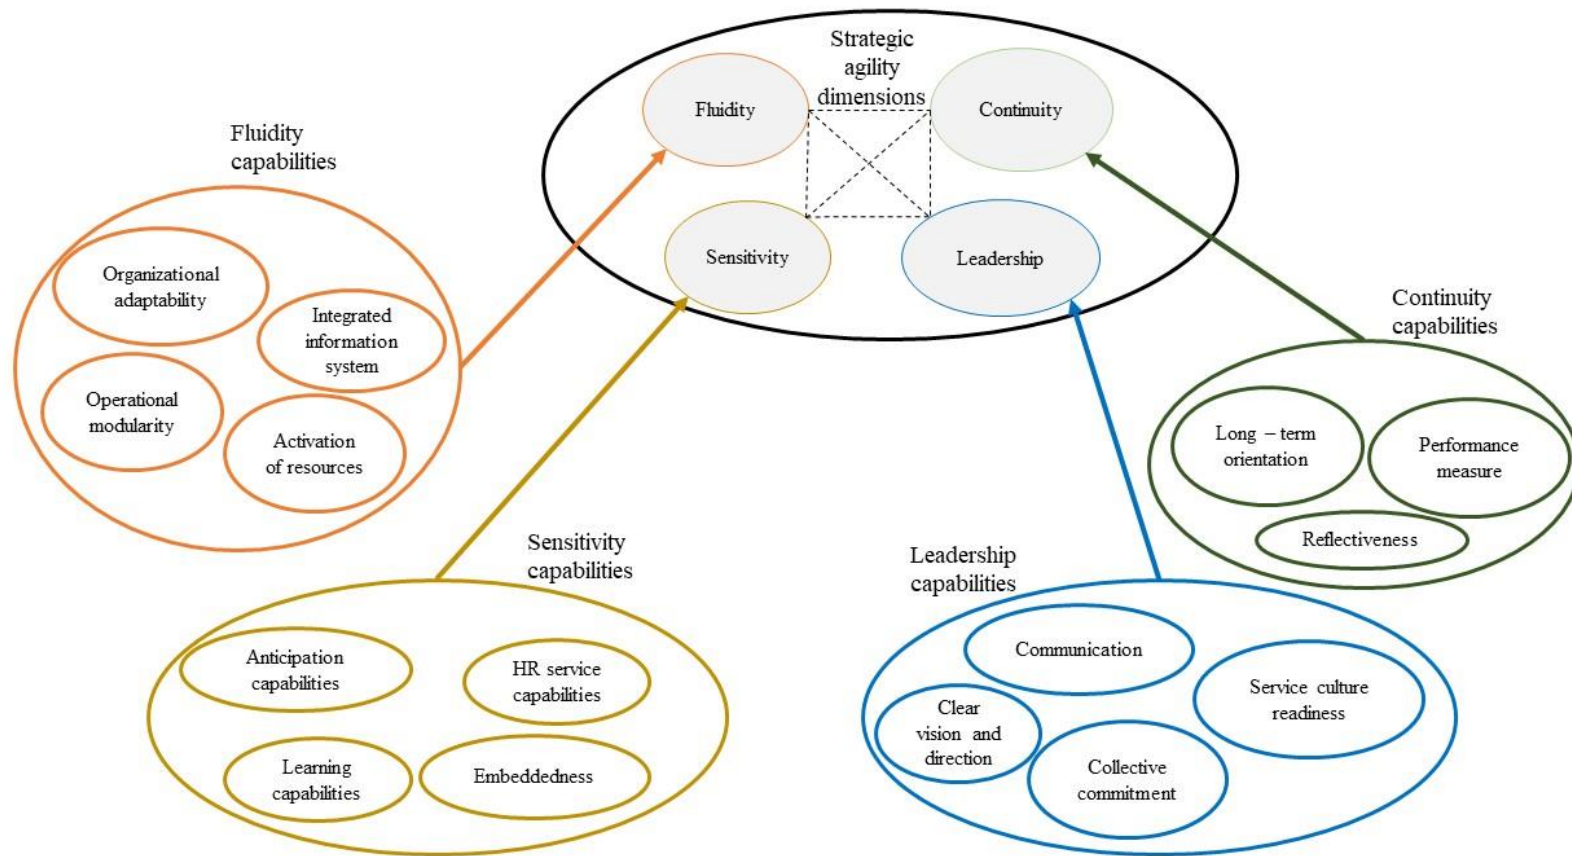 Strategic
agility
dimensions
Fluidity
Continuity
Sensitivity
Leadership
Fluidity
capabilities
Organizational
adaptability
Integrated
information
system
Operational
modularity
Activation
of resources
Sensitivity
capabilities
Anticipation
capabilities
HR service
capabilities
Learning
capabilities
Embeddedness
Leadership
capabilities
Communication
Service culture
readiness
Clear
vision and
direction
Collective
commitment
Continuity
capabilities
Long – term
orientation
Performance
measure
Reflectiveness